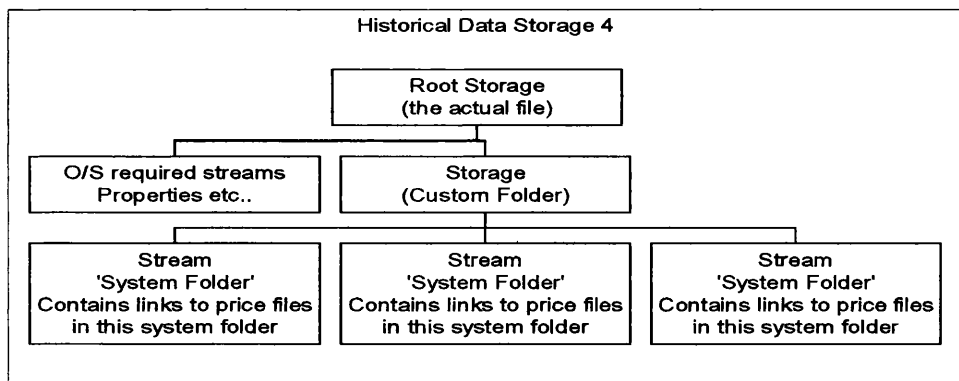 Historical Data Storage 4
Root Storage
(the actual file)
O/S required streams
Properties etc..
Storage
(Custom Folder)
Stream
'System Folder'
Contains links to price files
in this system folder
Stream
'System Folder'
Contains links to price files
in this system folder
Stream
'System Folder'
Contains links to price files
in this system folder